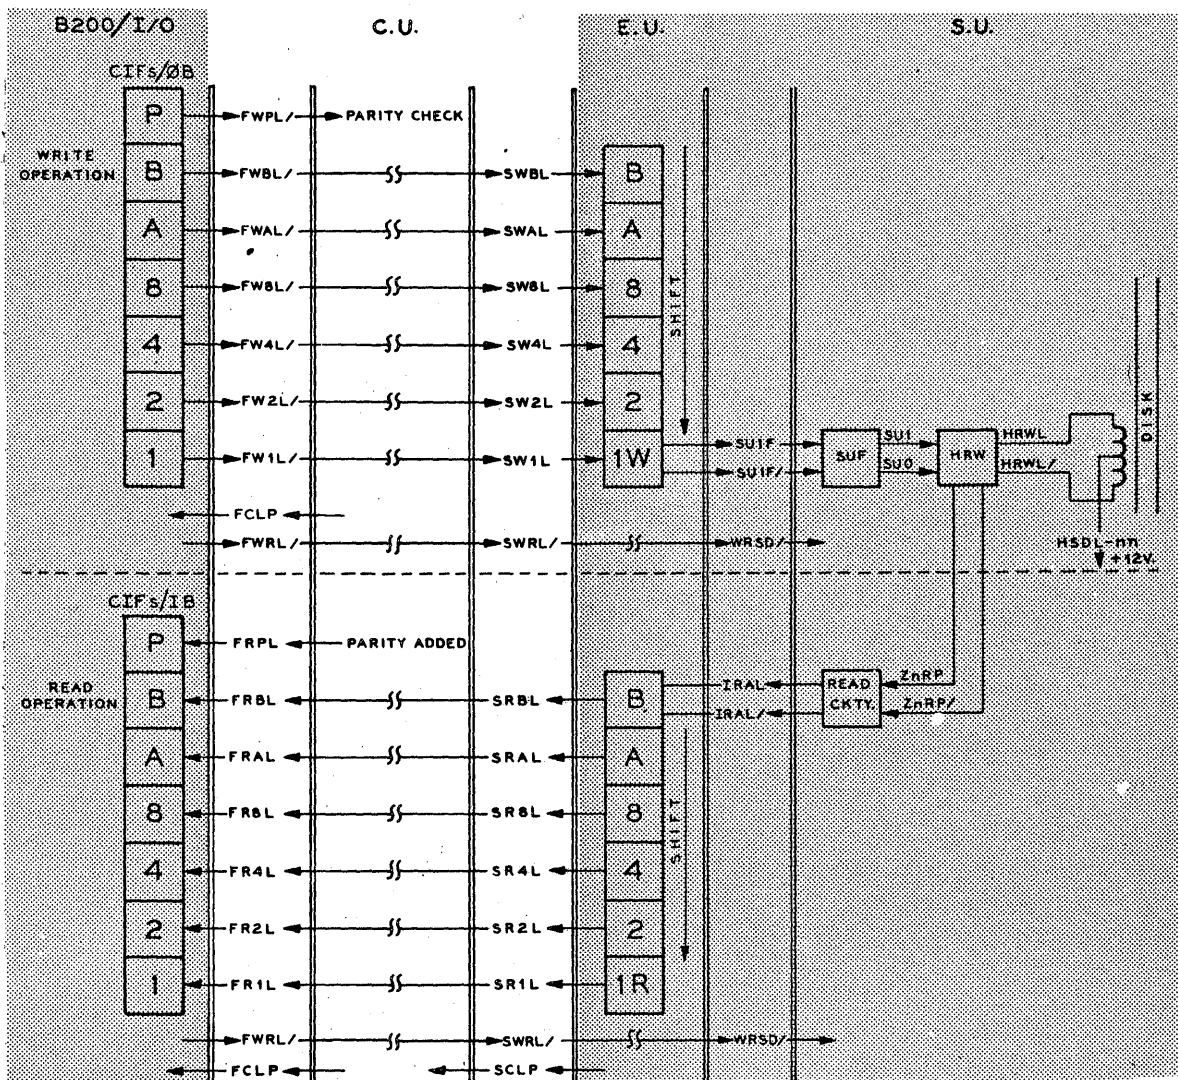 B200/I/O C.U. E.U. S.U.
CIFs/ØB
P FWPL/ PARITY CHECK
WRITE
OPERATION
B FWBL/ SWBL B
A FWAL/ SWAL A
8 FW8L/ SW8L 8
SHIFT
4 FW4L/ SW4L 4
2 FW2L/ SW2L 2
DISK
1 FW1L/ SW1L 1W SU1F SUF SU1 HRW HRWL
SU1F/ SU0 HRWL/
FCLP
FWRL/ SWRL/ WRSD/ HSDL-nn
+12V.
CIFs/IB
P FRPL PARITY ADDED
READ
OPERATION
B FRBL SRBL B IRAL READ ZnRP
IRAL/ CKTY. ZnRP/
A FRAL SRAL A
8 FR8L SR8L 8
SHIFT
4 FR4L SR4L 4
2 FR2L SR2L 2
1 FR1L SR1L 1R
FWRL/ SWRL/ WRSD/
FCLP SCLP